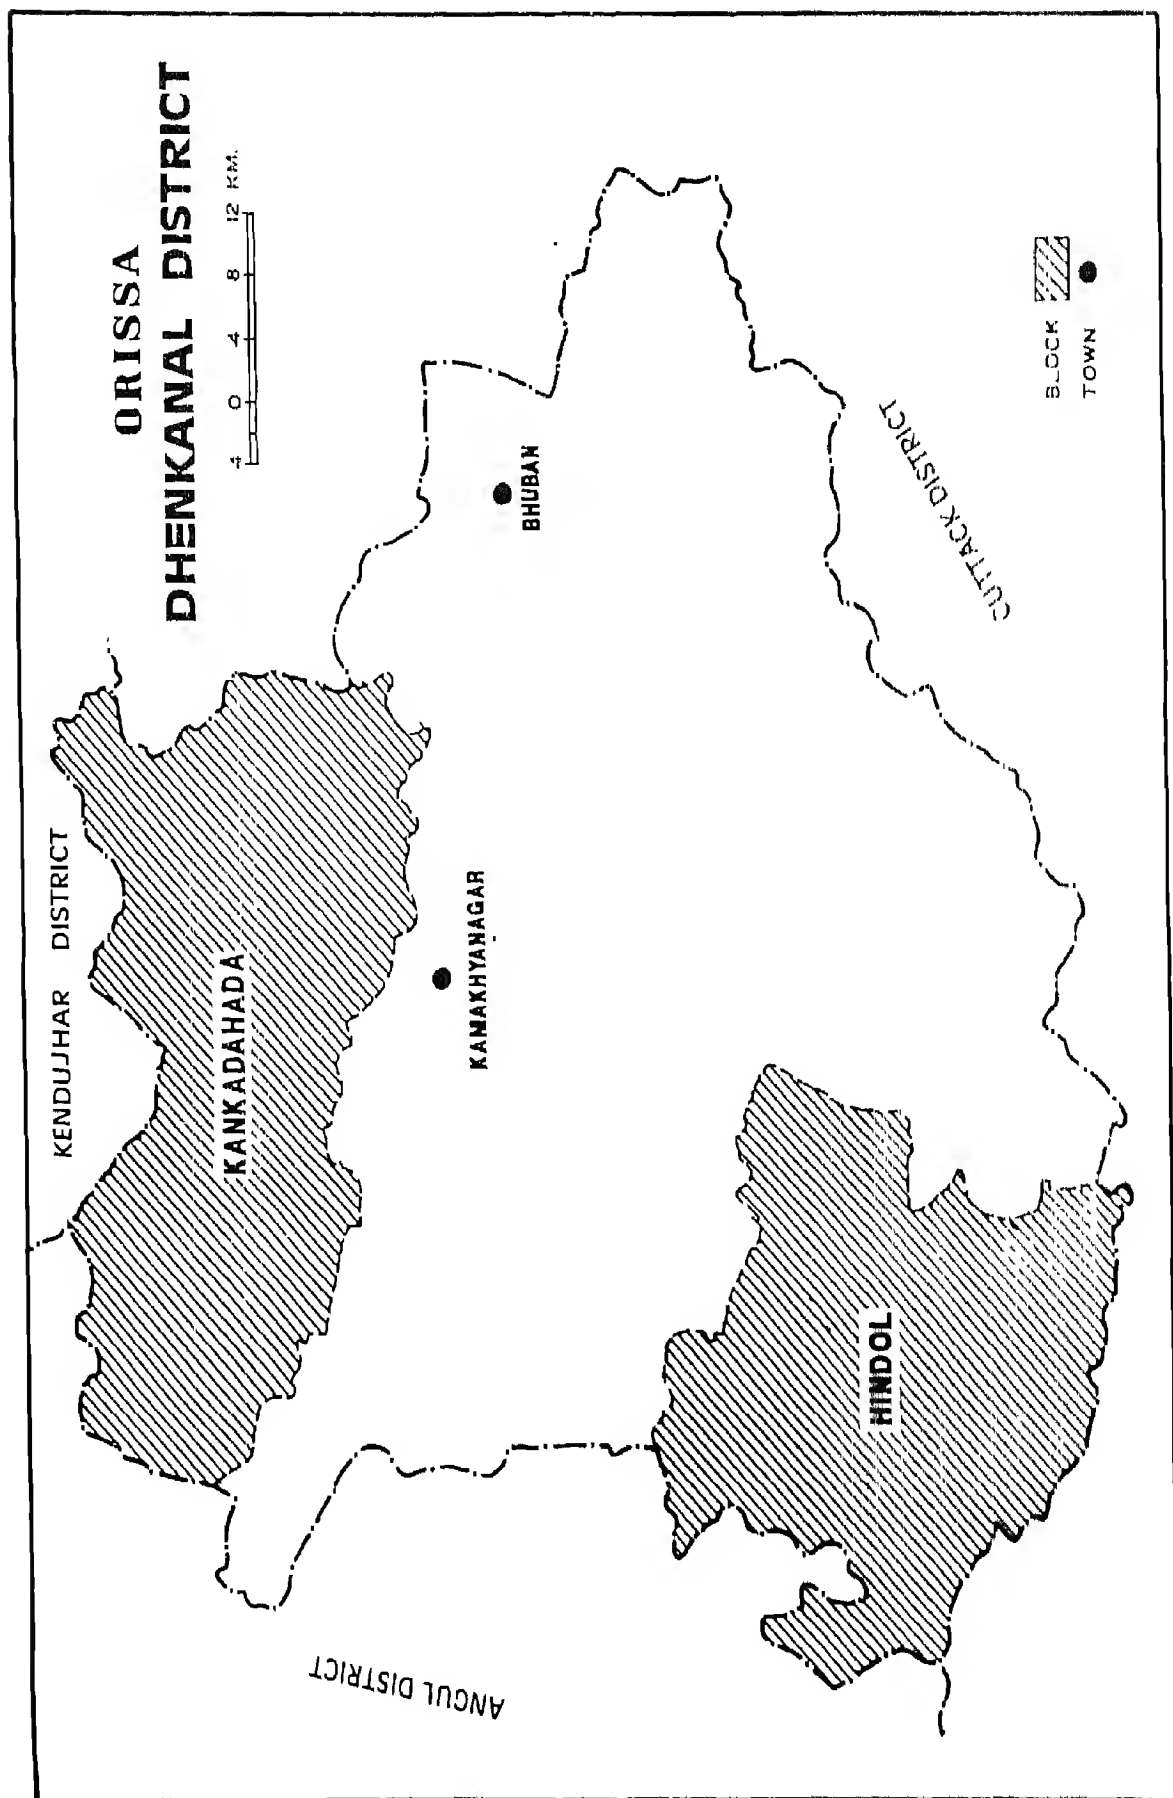 ORISSA
DHENKANAL DISTRICT
4 0 4 8 12 KM.
KENDUJHAR DISTRICT
KANKADAHADA
BHUBAN
KAMAKHYANAGAR
HINDOL
ANGUL DISTRICT
CUTTACK DISTRICT
BLOCK
TOWN